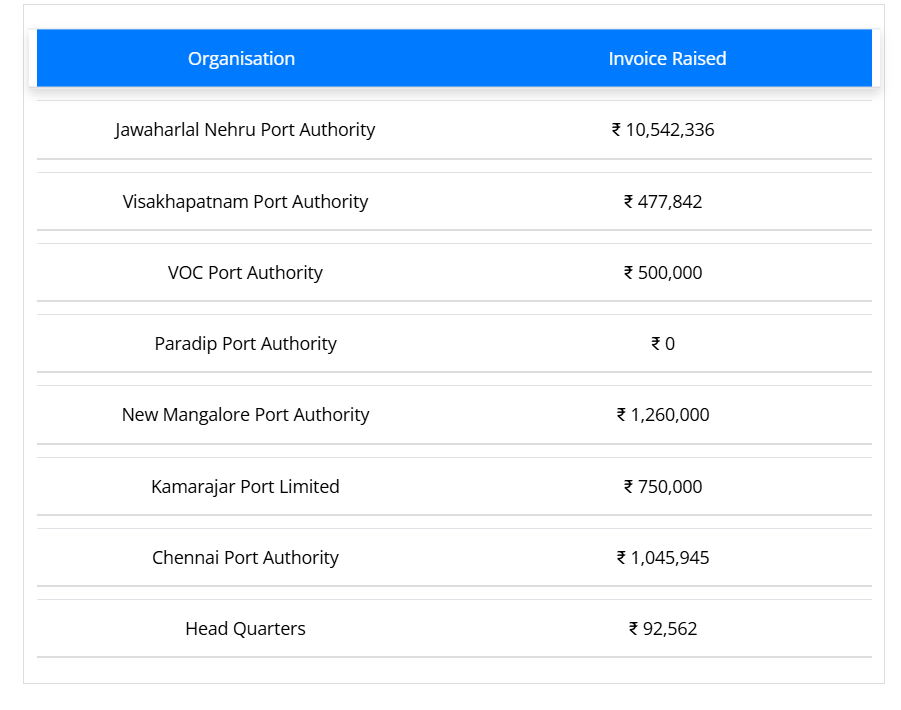 Organisation Invoice Raised
Jawaharlal Nehru Port Authority ₹ 10,542,336
Visakhapatnam Port Authority ₹ 477,842
VOC Port Authority ₹ 500,000
Paradip Port Authority ₹ 0
New Mangalore Port Authority ₹ 1,260,000
Kamarajar Port Limited ₹ 750,000
Chennai Port Authority ₹ 1,045,945
Head Quarters ₹ 92,562